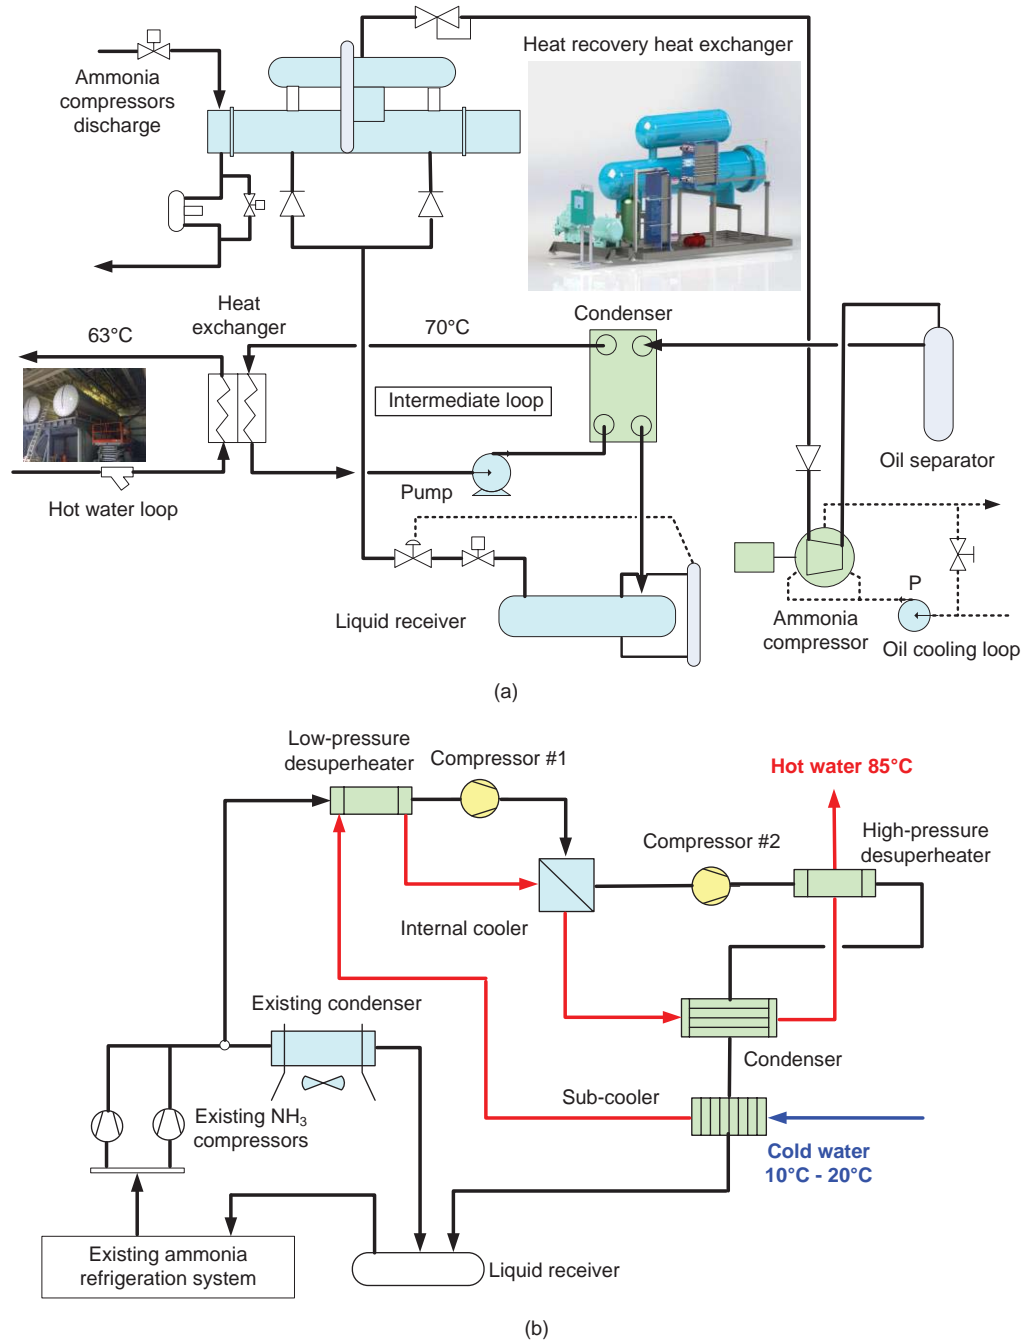 Heat recovery heat exchanger
Ammonia
compressors
discharge
Heat
exchanger
63°C
70°C
Condenser
Intermediate loop
Hot water loop
Pump
Oil separator
Liquid receiver
P
Ammonia
compressor
Oil cooling loop
(a)
Low-pressure
desuperheater
Compressor #1
Hot water 85°C
High-pressure
desuperheater
Compressor #2
Internal cooler
Existing condenser
Condenser
Sub-cooler
Existing NH₃
compressors
Cold water
10°C - 20°C
Existing ammonia
refrigeration system
Liquid receiver
(b)